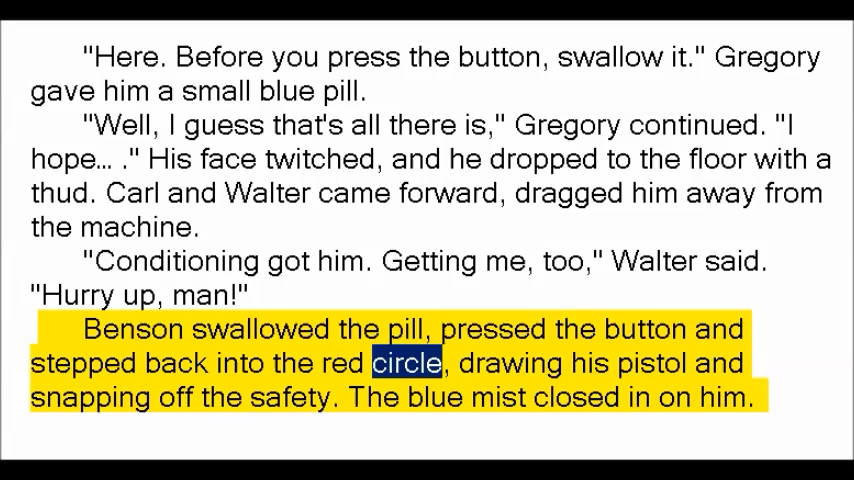 "Here. Before you press the button, swallow it." Gregory
gave him a small blue pill.
"Well, I guess that's all there is," Gregory continued. "I
hope... ." His face twitched, and he dropped to the floor with a
thud. Carl and Walter came forward, dragged him away from
the machine.
"Conditioning got him. Getting me, too," Walter said.
"Hurry up, man!"
Benson swallowed the pill, pressed the button and
stepped back into the red circle, drawing his pistol and
snapping off the safety. The blue mist closed in on him.